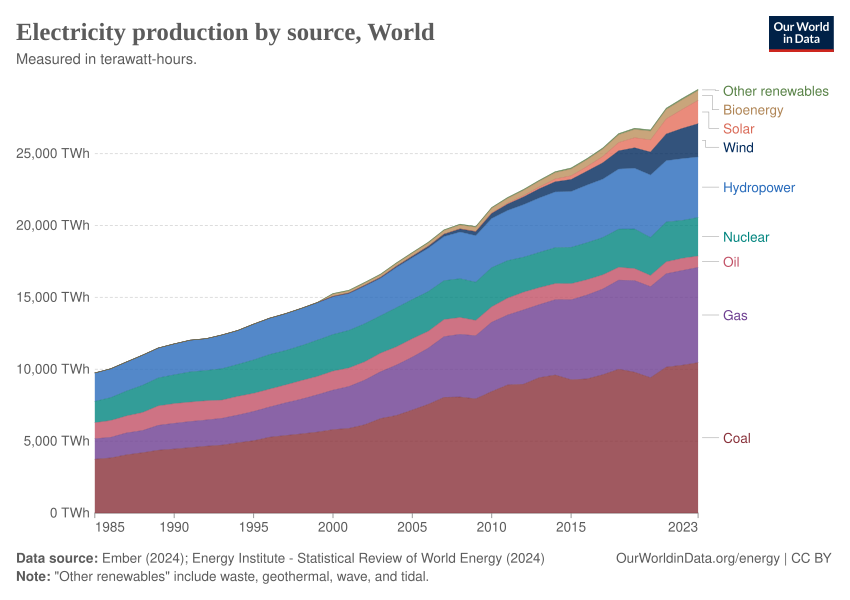 Electricity production by source, World
Measured in terawatt-hours.
Our World
in Data
Other renewables
Bioenergy
Solar
Wind
Hydropower
Nuclear
Oil
Gas
Coal
25,000 TWh
20,000 TWh
15,000 TWh
10,000 TWh
5,000 TWh
0 TWh
1985 1990 1995 2000 2005 2010 2015 2023
Data source: Ember (2024); Energy Institute - Statistical Review of World Energy (2024)
OurWorldinData.org/energy | CC BY
Note: "Other renewables" include waste, geothermal, wave, and tidal.